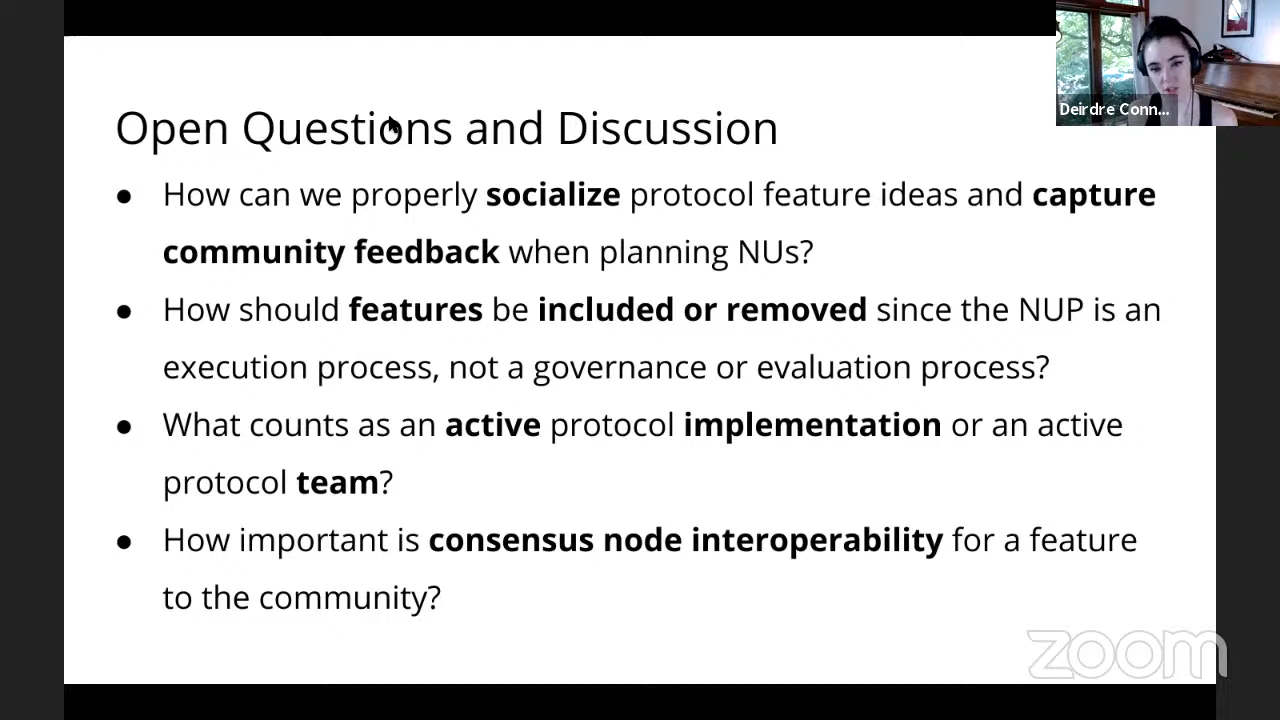 Deirdre Conn...
Open Questions and Discussion
● How can we properly socialize protocol feature ideas and capture
community feedback when planning NUs?
● How should features be included or removed since the NUP is an
execution process, not a governance or evaluation process?
● What counts as an active protocol implementation or an active
protocol team?
● How important is consensus node interoperability for a feature
to the community?
zoom